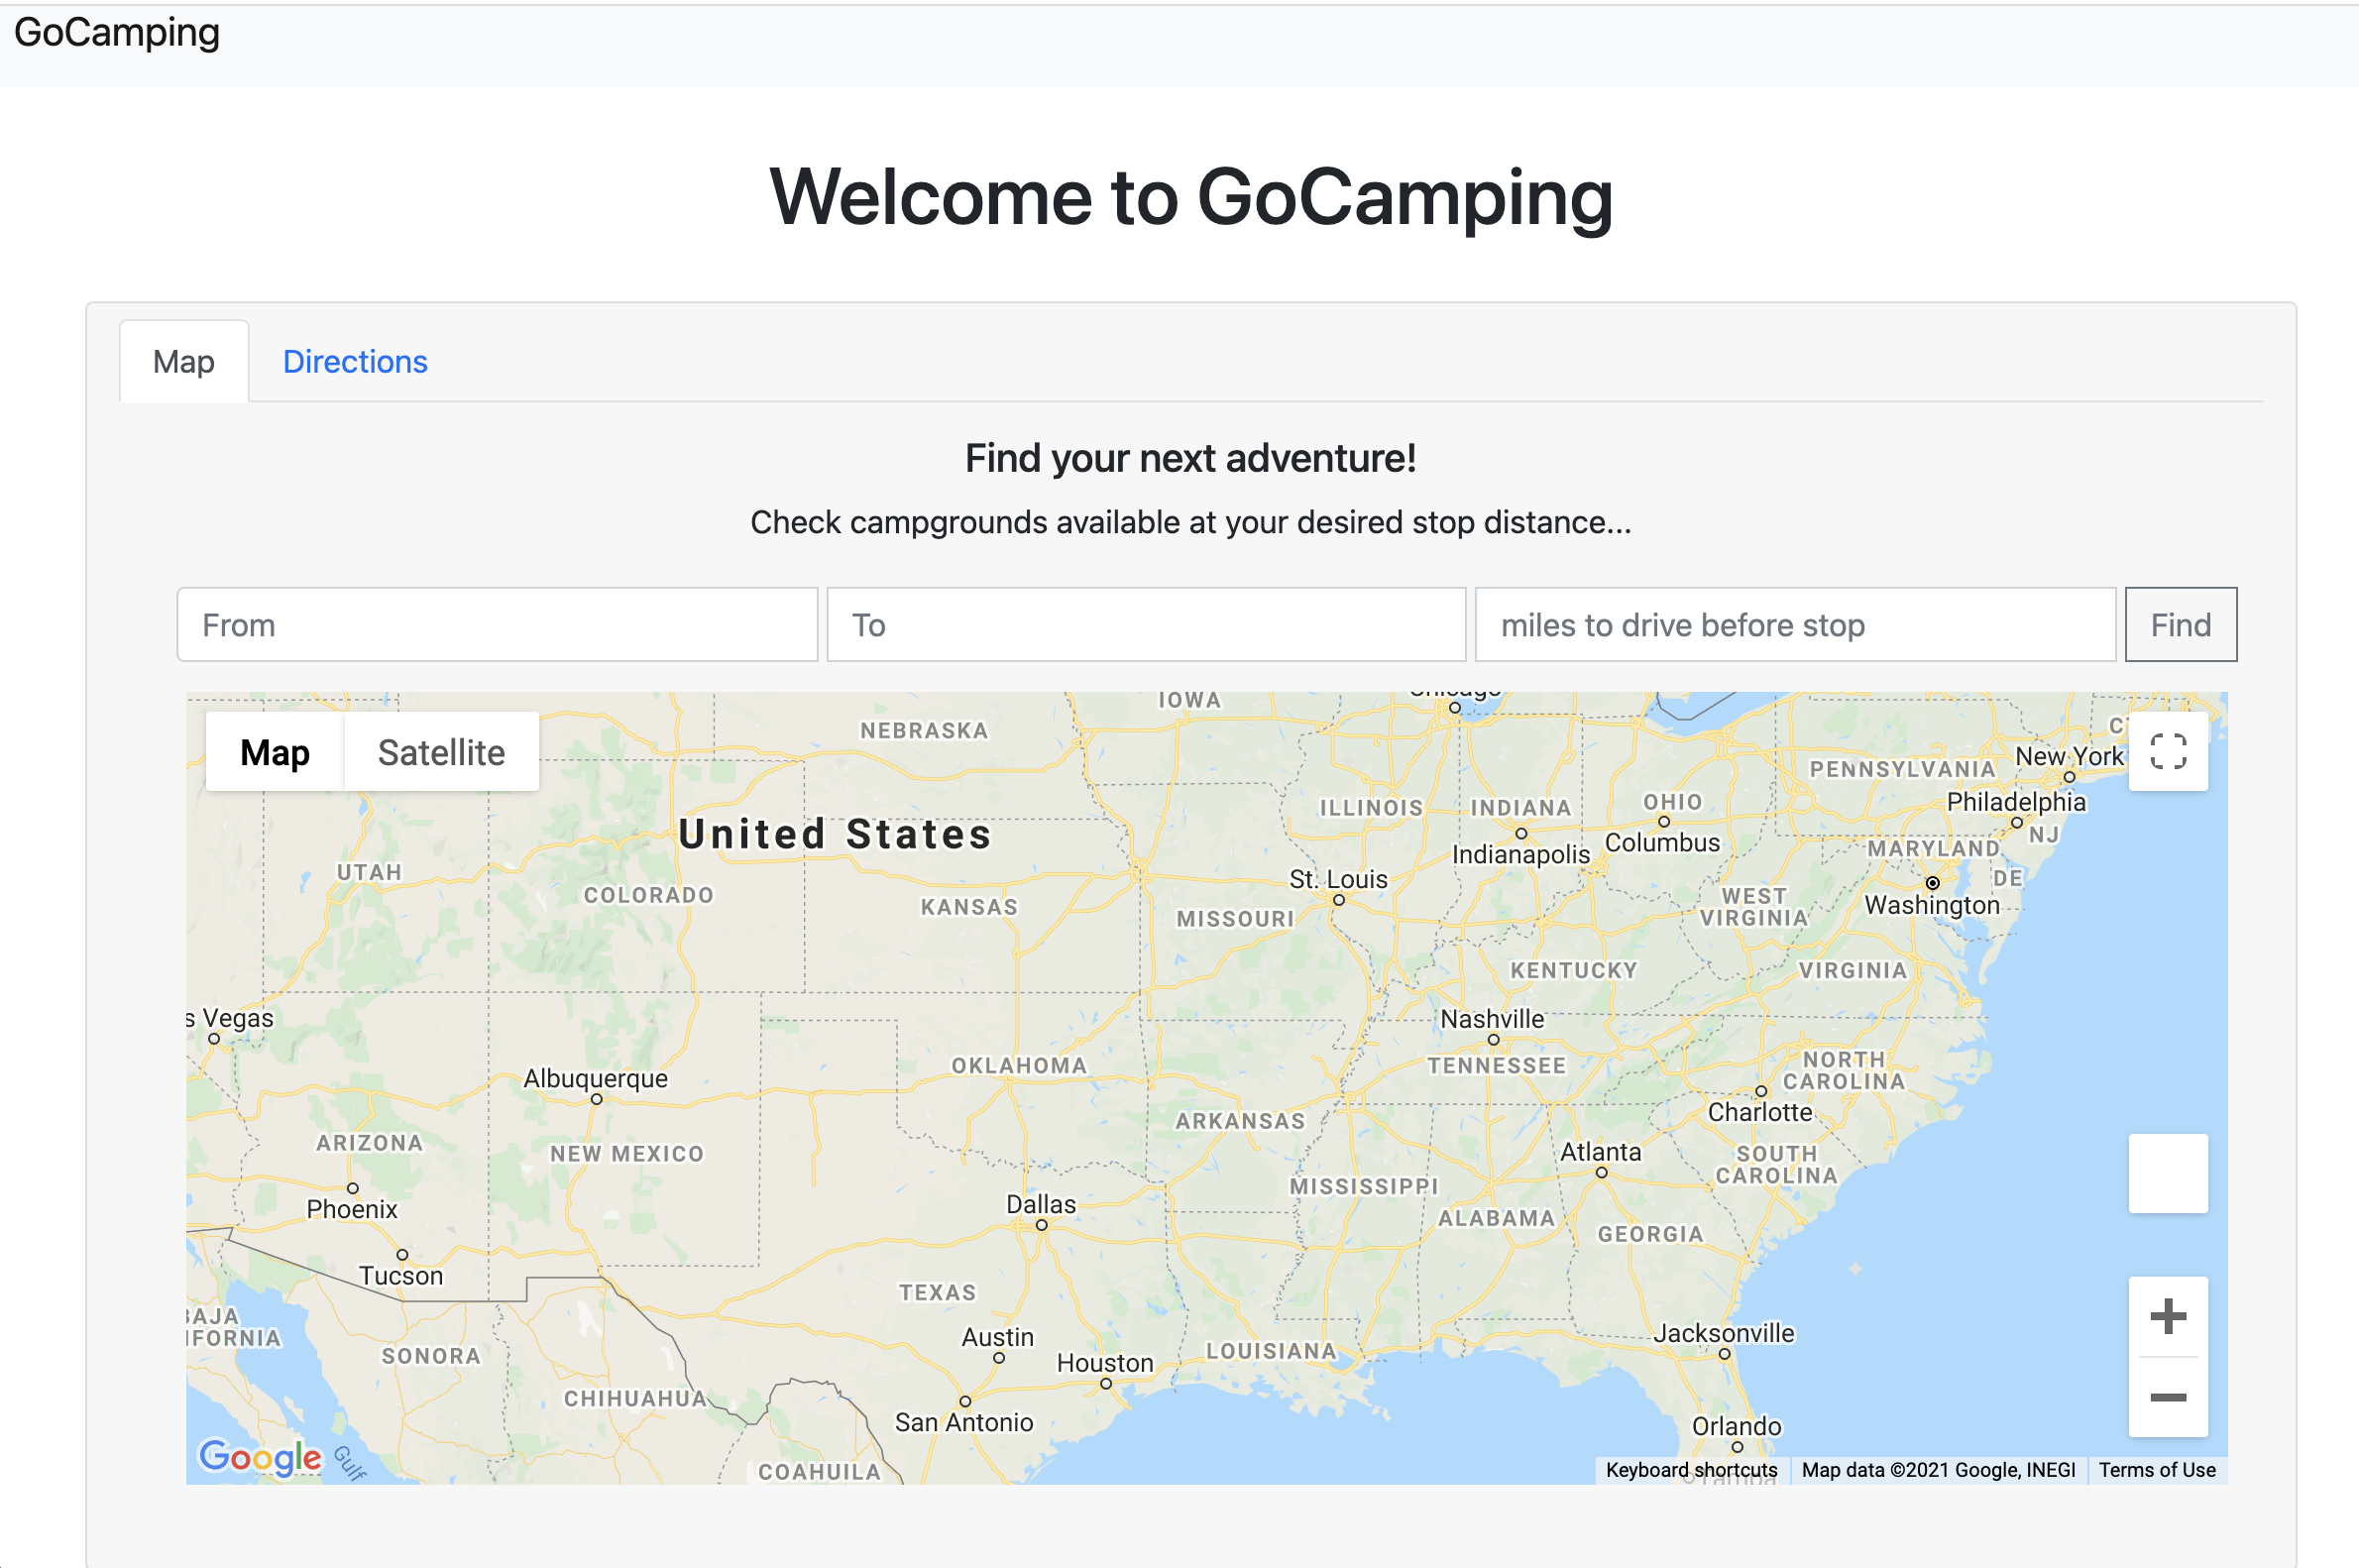 GoCamping
Welcome to GoCamping
Map
Directions
Find your next adventure!
Check campgrounds available at your desired stop distance...
From
To
miles to drive before stop
Find
Map
Satellite
IOWA
Chicago
NEBRASKA
New York
PENNSYLVANIA
Philadelphia
NJ
ILLINOIS
INDIANA
OHIO
Columbus
United States
Indianapolis
MARYLAND
UTAH
COLORADO
KANSAS
St. Louis
MISSOURI
WEST
VIRGINIA
DE
Washington
KENTUCKY
VIRGINIA
s Vegas
Nashville
TENNESSEE
NORTH
CAROLINA
OKLAHOMA
Albuquerque
Charlotte
ARKANSAS
ARIZONA
NEW MEXICO
Atlanta
SOUTH
CAROLINA
Phoenix
Dallas
MISSISSIPPI
ALABAMA
GEORGIA
Tucson
TEXAS
BAJA
IFORNIA
SONORA
Austin
Houston
LOUISIANA
Jacksonville
CHIHUAHUA
San Antonio
Orlando
Google
Gulf
COAHUILA
Tampa
Keyboard shortcuts
Map data ©2021 Google, INEGI
Terms of Use